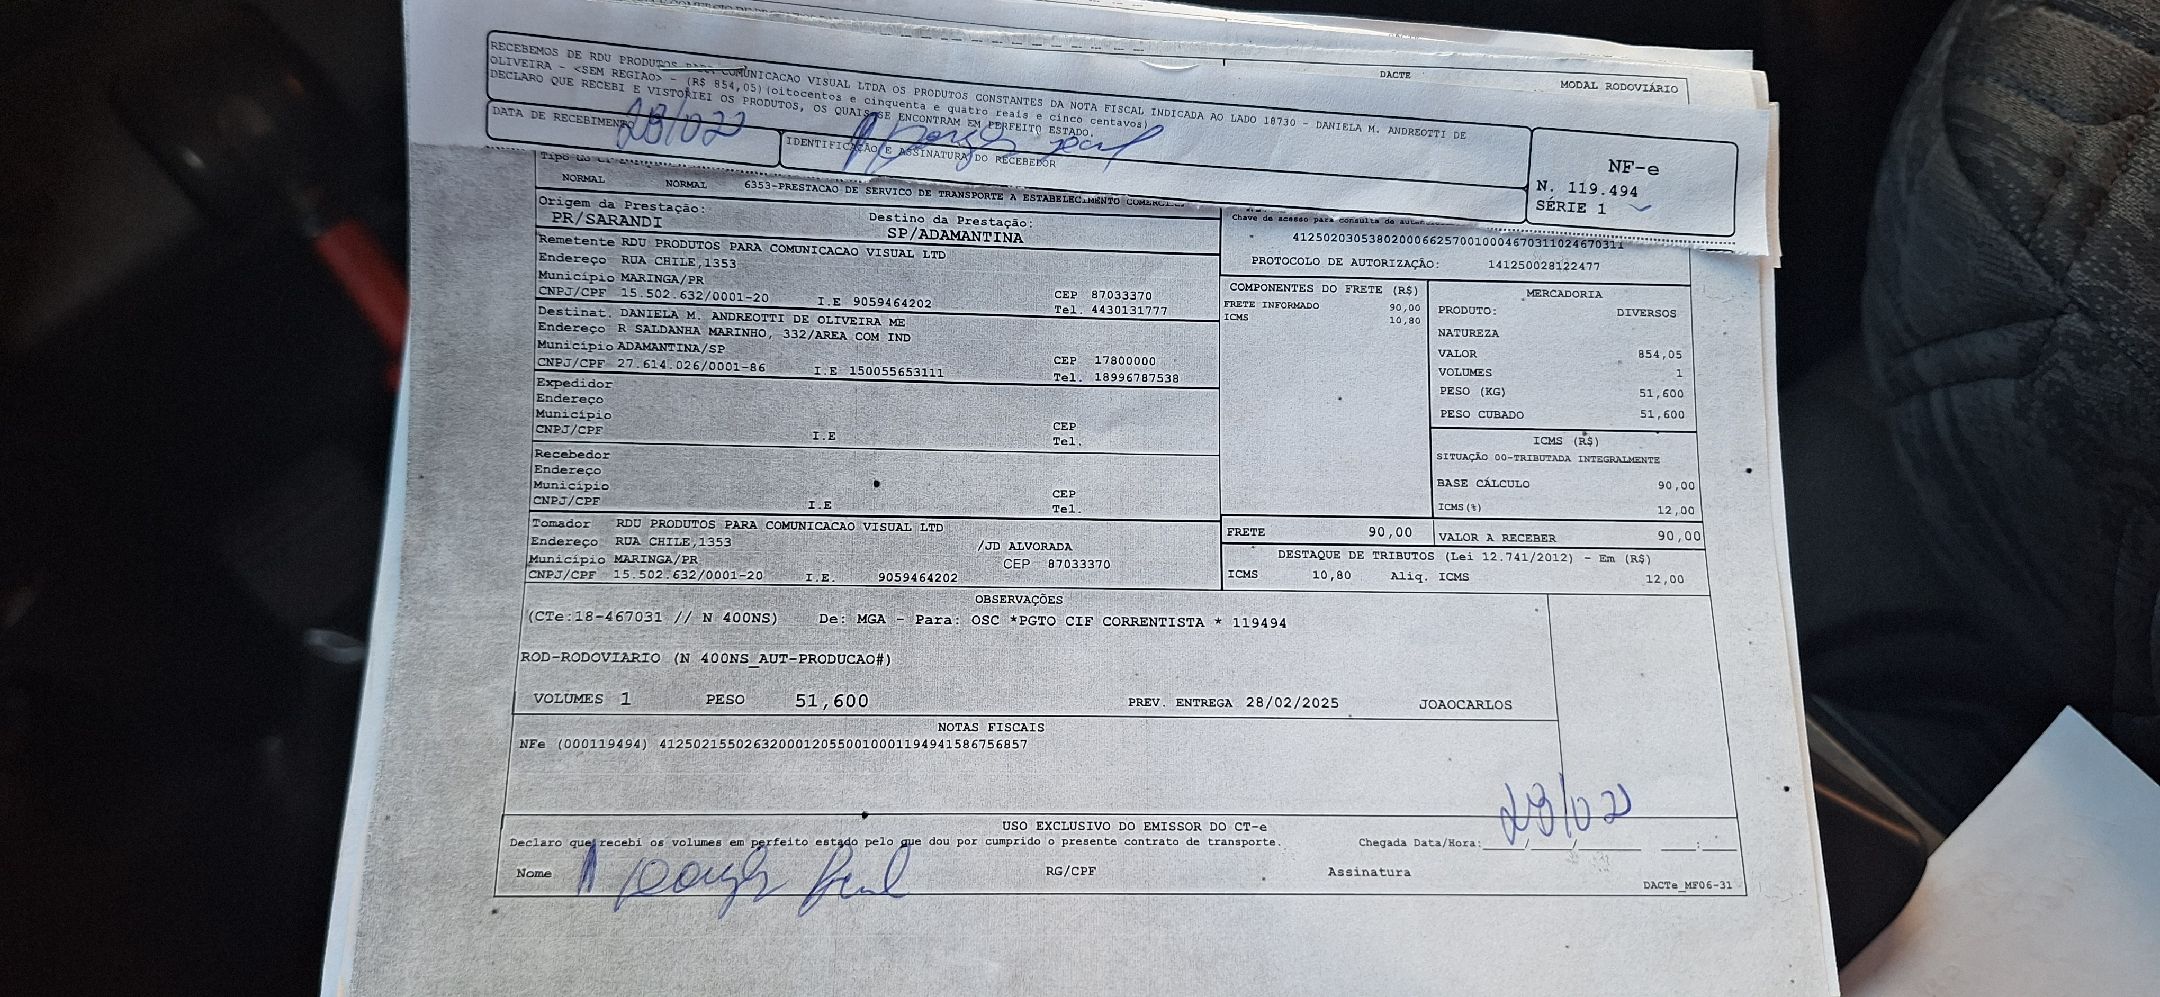 DACTE
MODAL RODOVIÁRIO
RECEBEMOS DE RDU PRODUTOS PARA COMUNICACAO VISUAL LTDA OS PRODUTOS CONSTANTES DA NOTA FISCAL INDICADA AO LADO 18730 - DANIELA M. ANDREOTTI DE
OLIVEIRA - <SEM REGIAO> - (R$ 854,05)(oitocentos e cinquenta e quatro reais e cinco centavos)
DECLARO QUE RECEBI E VISTORIEI OS PRODUTOS, OS QUAIS SE ENCONTRAM EM PERFEITO ESTADO.
DATA DE RECEBIMENTO 28/02
IDENTIFICAÇÃO E ASSINATURA DO RECEBEDOR
NF-e
N. 119.494
SÉRIE 1
NORMAL NORMAL 6353-PRESTACAO DE SERVICO DE TRANSPORTE A ESTABELECIMENTO
Origem da Prestação: Destino da Prestação:
PR/SARANDI SP/ADAMANTINA
Chave de acesso para consulta de
41250203053802000662570010004670311024670311
PROTOCOLO DE AUTORIZAÇÃO: 141250028122477
Remetente RDU PRODUTOS PARA COMUNICACAO VISUAL LTD
Endereço RUA CHILE,1353
Município MARINGA/PR CEP 87033370
CNPJ/CPF 15.502.632/0001-20 I.E 9059464202 Tel. 4430131777
Destinat. DANIELA M. ANDREOTTI DE OLIVEIRA ME
Endereço R SALDANHA MARINHO, 332/AREA COM IND
Município ADAMANTINA/SP CEP 17800000
CNPJ/CPF 27.614.026/0001-86 I.E 150055653111 Tel. 18996787538
Expedidor
Endereço
Município CEP
CNPJ/CPF I.E Tel.
Recebedor
Endereço
Município CEP
CNPJ/CPF I.E Tel.
Tomador RDU PRODUTOS PARA COMUNICACAO VISUAL LTD
Endereço RUA CHILE,1353 /JD ALVORADA
Município MARINGA/PR CEP 87033370
CNPJ/CPF 15.502.632/0001-20 I.E. 9059464202
COMPONENTES DO FRETE (R$)
FRETE INFORMADO 90,00
ICMS 10,80
MERCADORIA
PRODUTO: DIVERSOS
NATUREZA
VALOR 854,05
VOLUMES 1
PESO (KG) 51,600
PESO CUBADO 51,600
ICMS (R$)
SITUAÇÃO 00-TRIBUTADA INTEGRALMENTE
BASE CÁLCULO 90,00
ICMS(%) 12,00
FRETE 90,00 VALOR A RECEBER 90,00
DESTAQUE DE TRIBUTOS (Lei 12.741/2012) - Em (R$)
ICMS 10,80 Aliq. ICMS 12,00
OBSERVAÇÕES
(CTe:18-467031 // N 400NS) De: MGA - Para: OSC *PGTO CIF CORRENTISTA * 119494
ROD-RODOVIARIO (N 400NS_AUT-PRODUCAO#)
VOLUMES 1 PESO 51,600 PREV. ENTREGA 28/02/2025 JOAOCARLOS
NOTAS FISCAIS
NFe (000119494) 41250215502632000120550010001194941586756857
USO EXCLUSIVO DO EMISSOR DO CT-e
Declaro que recebi os volumes em perfeito estado pelo que dou por cumprido o presente contrato de transporte. Chegada Data/Hora: 28/02
Nome RG/CPF Assinatura
DACTe_MF06-31